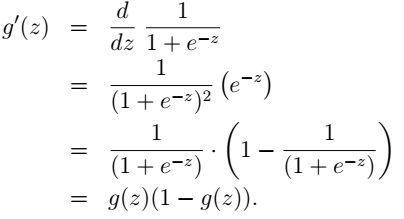 g′(z) = d/dz 1/(1 + e^{−z})
= 1/(1 + e^{−z})² (e^{−z})
= 1/(1 + e^{−z}) · (1 − 1/(1 + e^{−z}))
= g(z)(1 − g(z)).